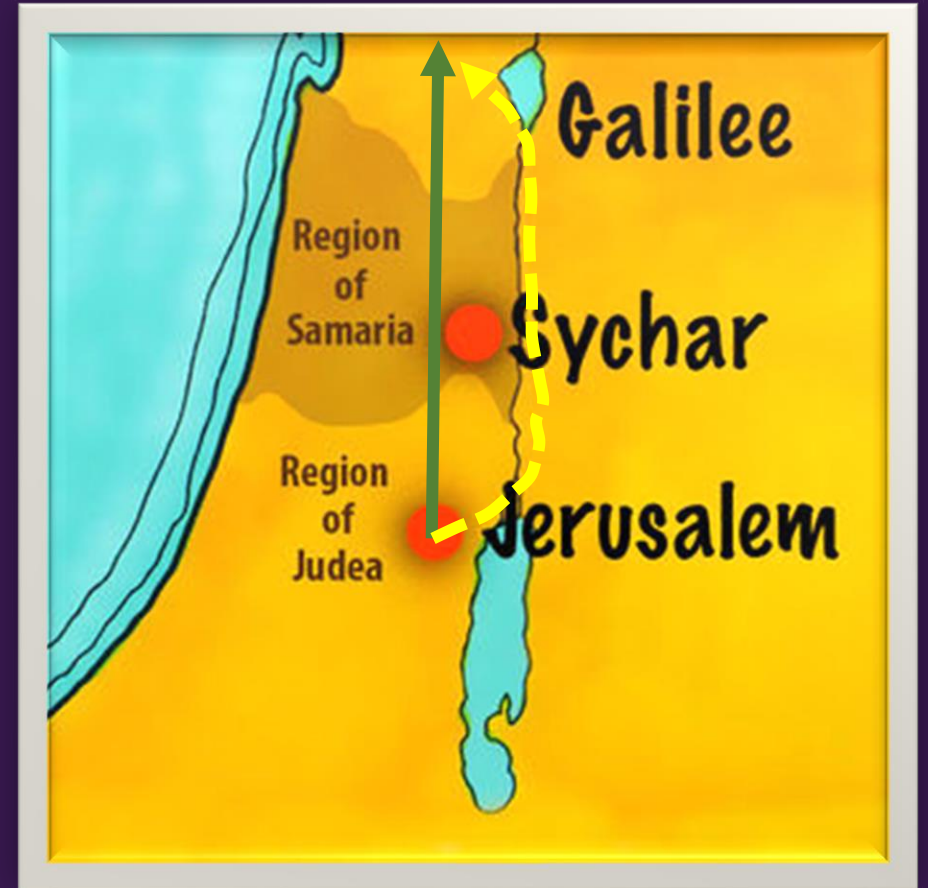 Galilee
Region
of
Samaria
Sychar
Region
of
Judea
Jerusalem